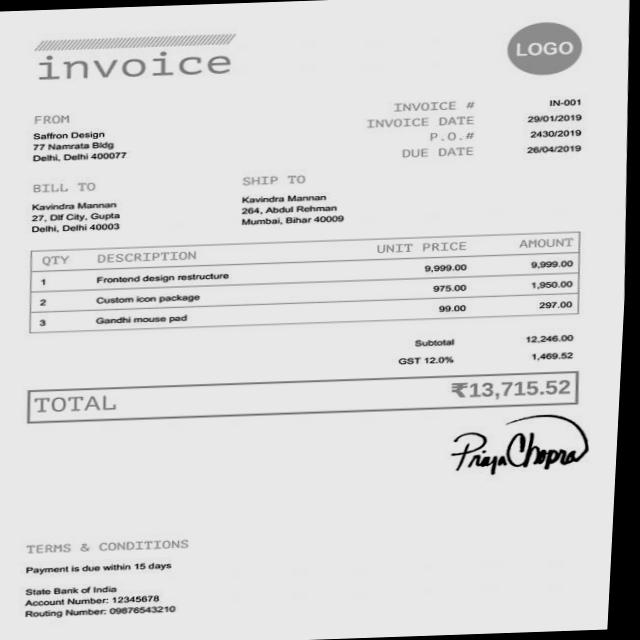 invoice
LOGO
INVOICE # IN-001
INVOICE DATE 29/01/2019
P.O.# 2430/2019
DUE DATE 26/04/2019
FROM
Saffron Design
77 Namrata Bldg
Delhi, Delhi 400077
BILL TO
Kavindra Mannan
27, Dlf City, Gupta
Delhi, Delhi 40003
SHIP TO
Kavindra Mannan
264, Abdul Rehman
Mumbai, Bihar 40009
QTY DESCRIPTION UNIT PRICE AMOUNT
1 Frontend design restructure 9,999.00 9,999.00
2 Custom icon package 975.00 1,950.00
3 Gandhi mouse pad 99.00 297.00
Subtotal 12,246.00
GST 12.0% 1,469.52
TOTAL ₹13,715.52
Priya Chopra
TERMS & CONDITIONS
Payment is due within 15 days
State Bank of India
Account Number: 12345678
Routing Number: 09876543210